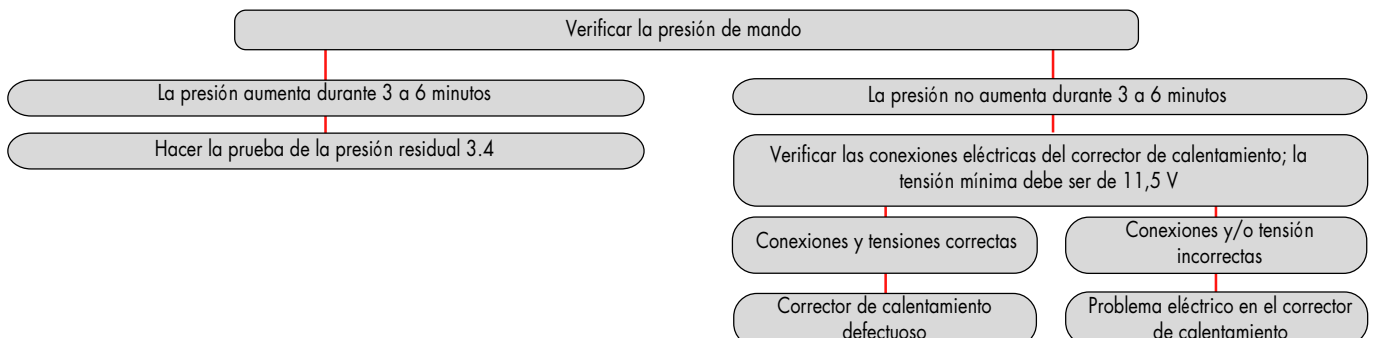 Verificar la presión de mando
La presión aumenta durante 3 a 6 minutos
La presión no aumenta durante 3 a 6 minutos
Hacer la prueba de la presión residual 3.4
Verificar las conexiones eléctricas del corrector de calentamiento; la
tensión mínima debe ser de 11,5 V
Conexiones y tensiones correctas
Conexiones y/o tensión
incorrectas
Corrector de calentamiento
defectuoso
Problema eléctrico en el corrector
de calentamiento